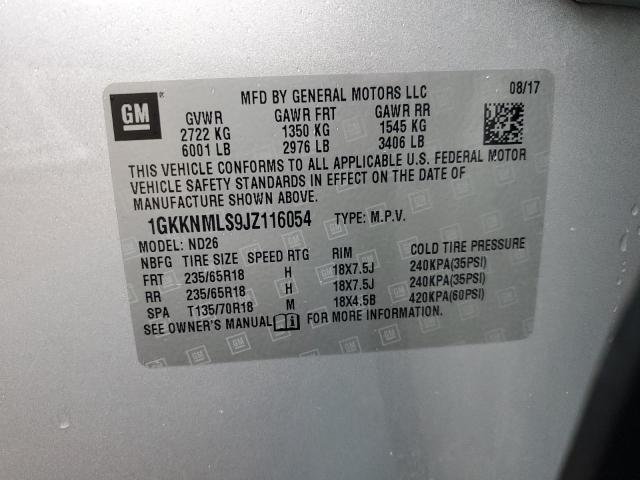 GM ® MFD BY GENERAL MOTORS LLC 08/17
GVWR GAWR FRT GAWR RR
2722 KG 1350 KG 1545 KG
6001 LB 2976 LB 3406 LB
THIS VEHICLE CONFORMS TO ALL APPLICABLE U.S. FEDERAL MOTOR
VEHICLE SAFETY STANDARDS IN EFFECT ON THE DATE OF
MANUFACTURE SHOWN ABOVE.
1GKKNMLS9JZ116054 TYPE: M.P.V.
MODEL: ND26
NBFG TIRE SIZE SPEED RTG RIM COLD TIRE PRESSURE
FRT 235/65R18 H 18X7.5J 240KPA(35PSI)
RR 235/65R18 H 18X7.5J 240KPA(35PSI)
SPA T135/70R18 M 18X4.5B 420KPA(60PSI)
SEE OWNER'S MANUAL FOR MORE INFORMATION.